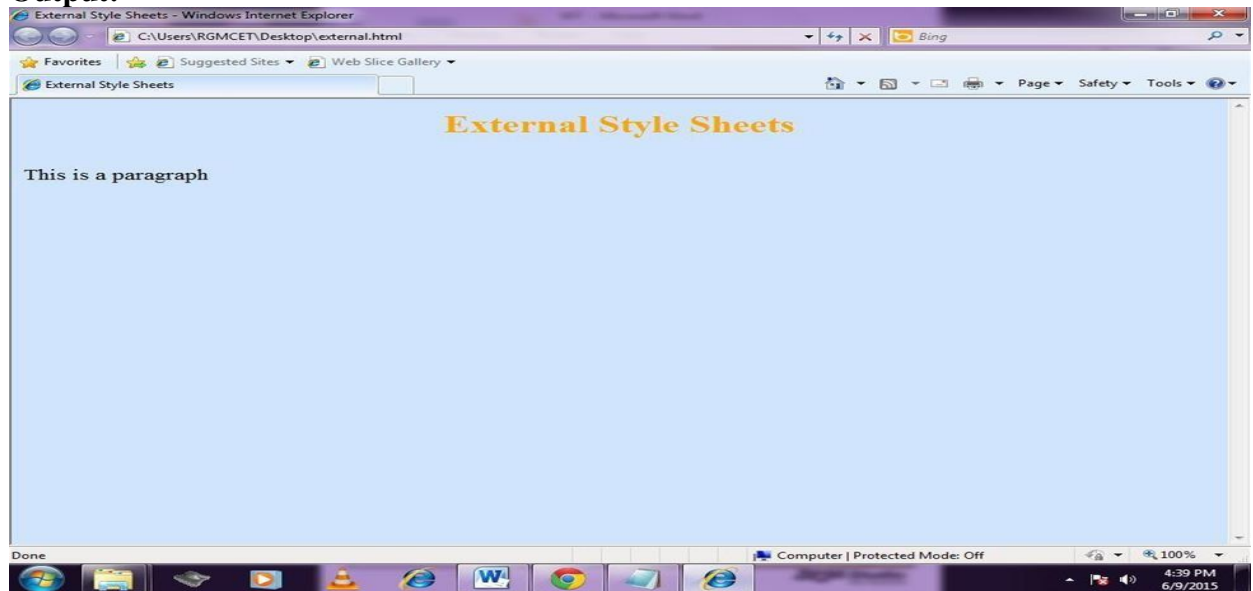 Output:
External Style Sheets - Windows Internet Explorer
C:\Users\RGMCET\Desktop\external.html
Bing
Favorites Suggested Sites Web Slice Gallery
External Style Sheets
Page Safety Tools
External Style Sheets
This is a paragraph
Done
Computer | Protected Mode: Off
100%
4:39 PM
6/9/2015